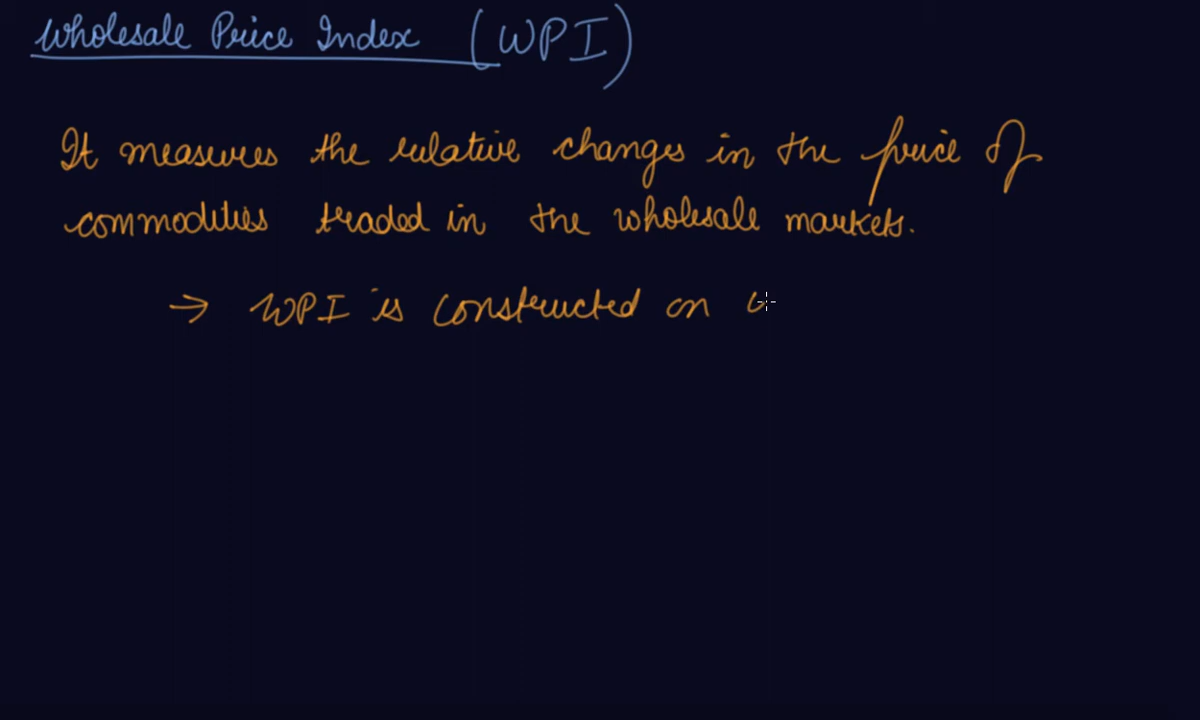 Wholesale Price Index (WPI)
It measures the relative changes in the price of
commodities traded in the wholesale markets.
→ WPI is constructed on